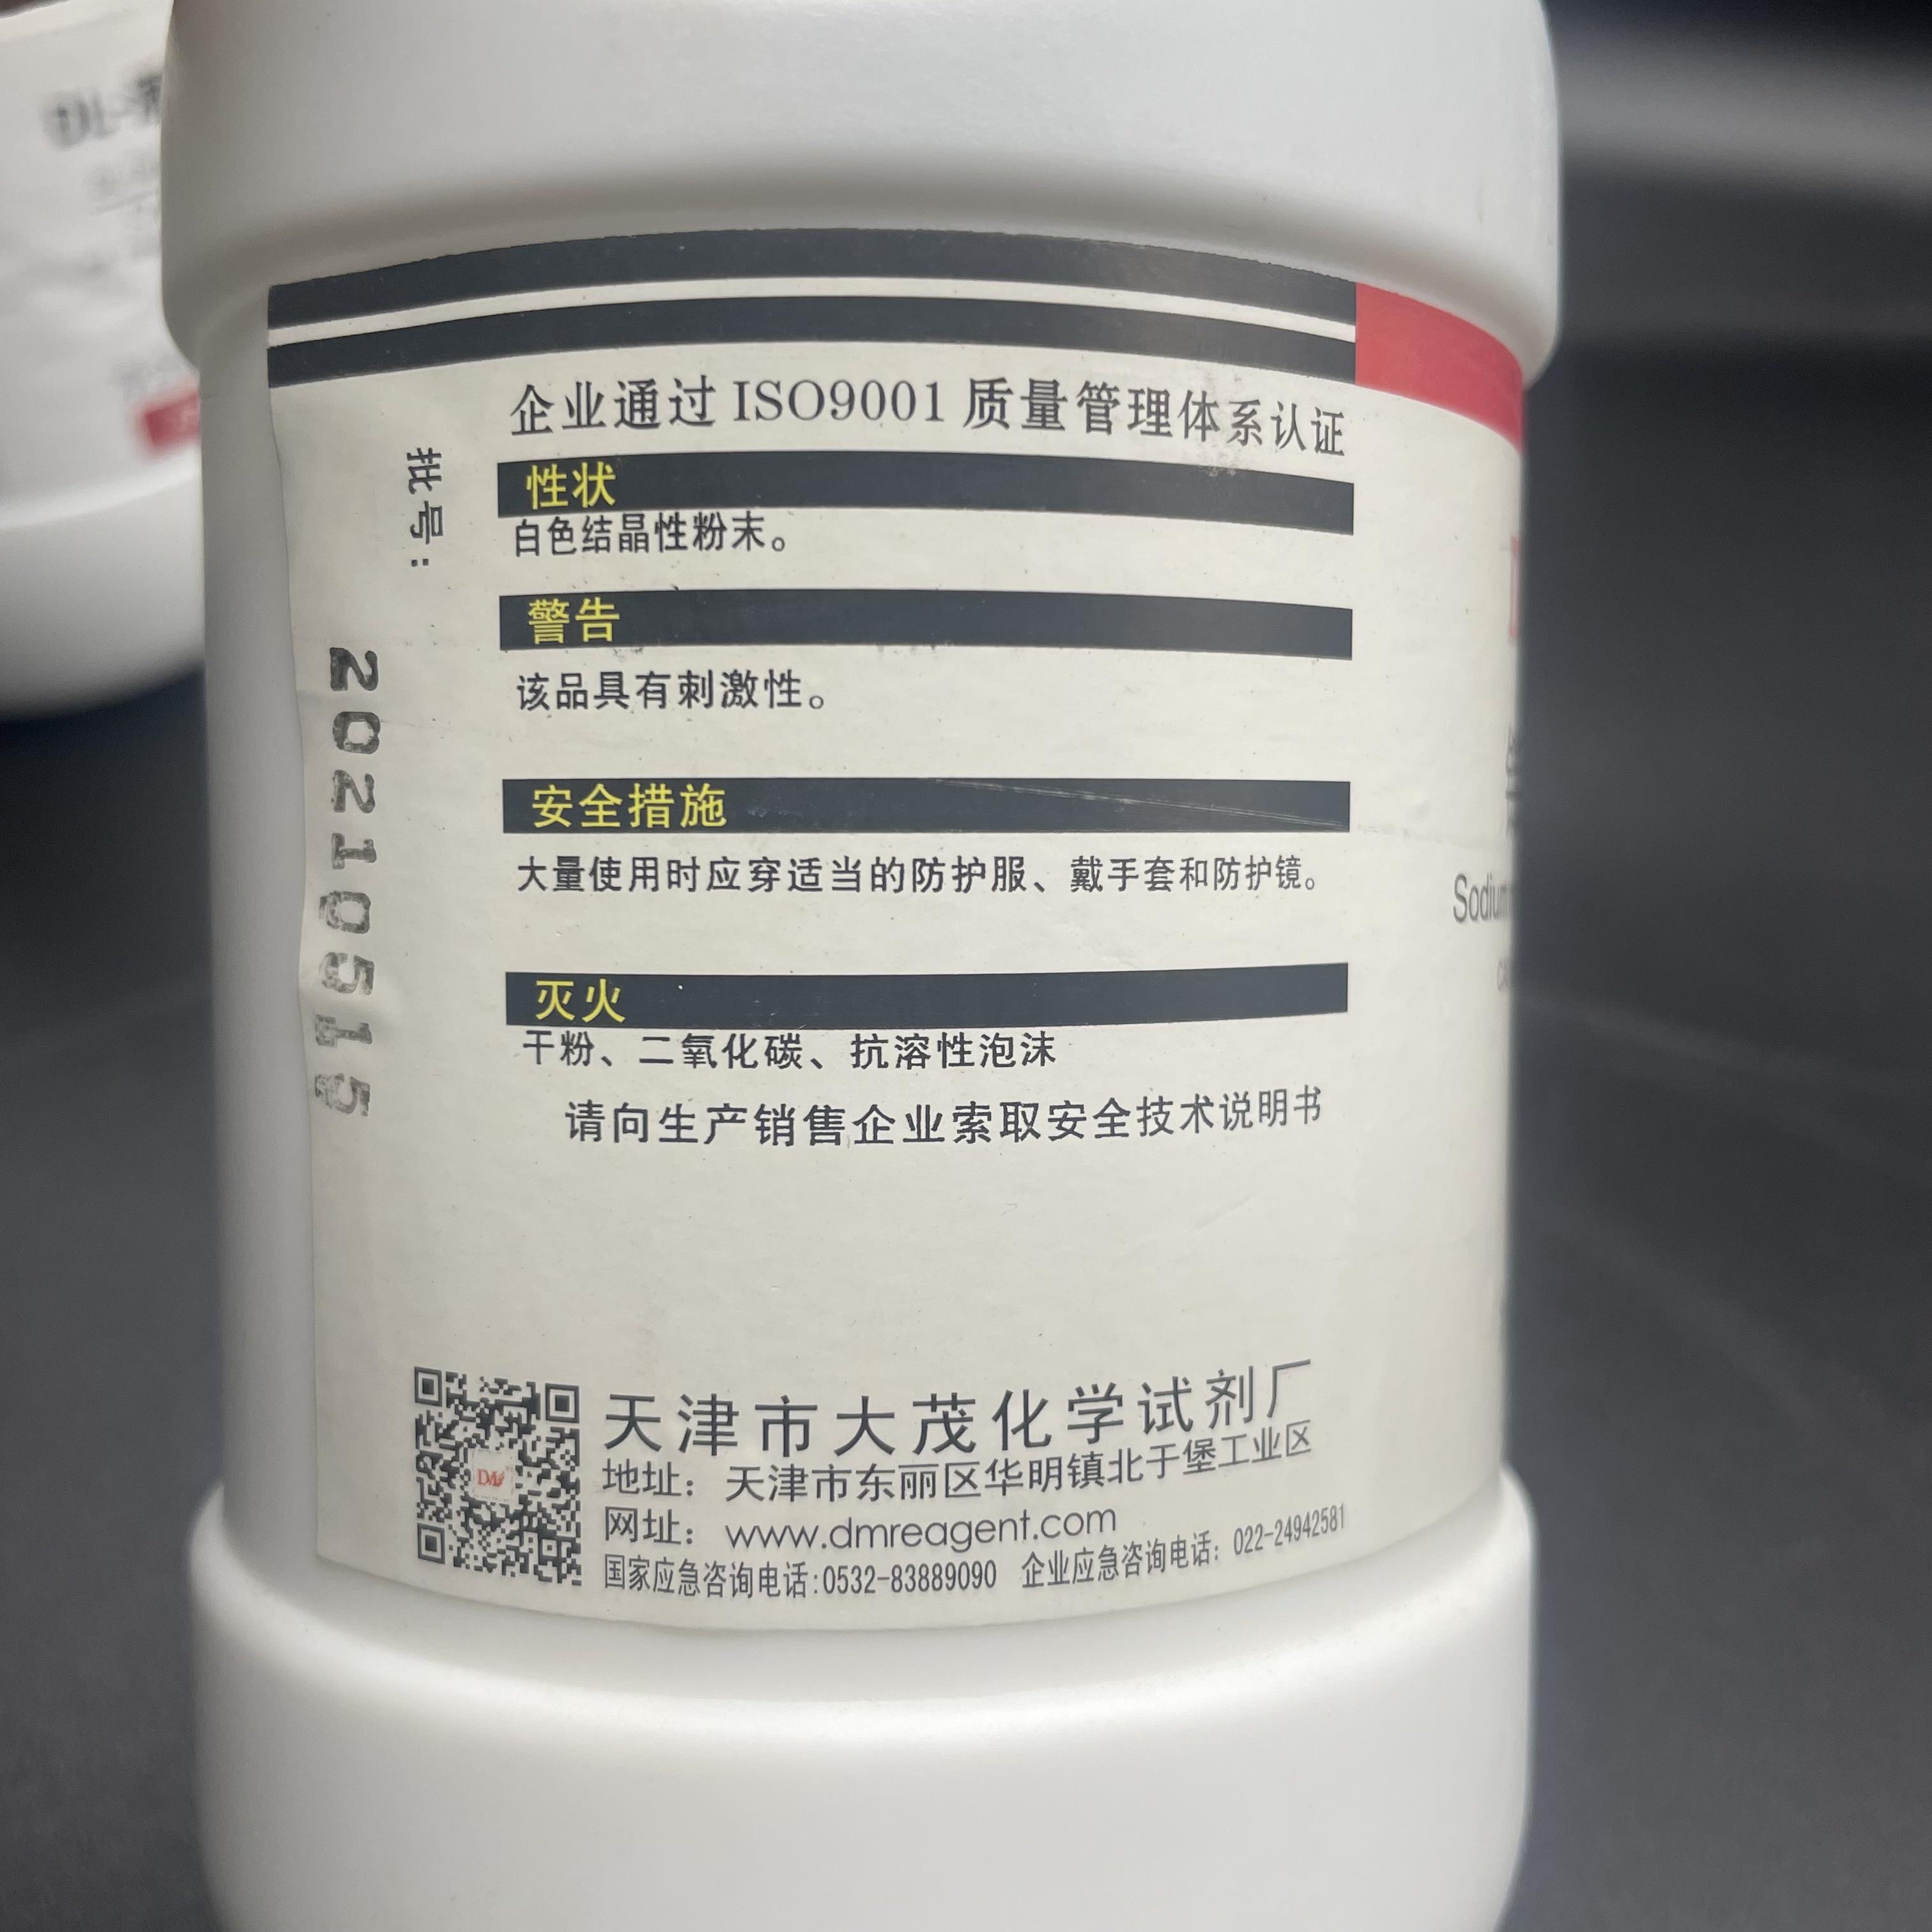 企业通过 ISO9001 质量管理体系认证
批号：
20210515
性状
白色结晶性粉末。
警告
该品具有刺激性。
安全措施
大量使用时应穿适当的防护服、戴手套和防护镜。
灭火
干粉、二氧化碳、抗溶性泡沫
请向生产销售企业索取安全技术说明书
天津市大茂化学试剂厂
地址：天津市东丽区华明镇北于堡工业区
网址：www.dmreagent.com
国家应急咨询电话:0532-83889090 企业应急咨询电话：022-24942581
Sodium
DL-